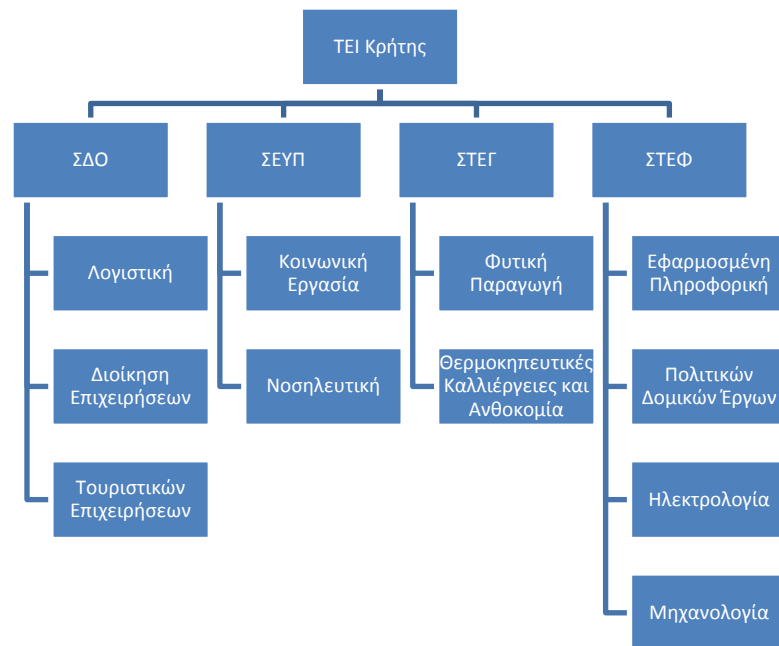 ΤΕΙ Κρήτης
ΣΔΟ
Λογιστική
Διοίκηση
Επιχειρήσεων
Τουριστικών
Επιχειρήσεων
ΣΕΥΠ
Κοινωνική
Εργασία
Νοσηλευτική
ΣΤΕΓ
Φυτική
Παραγωγή
Θερμοκηπευτικές
Καλλιέργειες και
Ανθοκομία
ΣΤΕΦ
Εφαρμοσμένη
Πληροφορική
Πολιτικών
Δομικών Έργων
Ηλεκτρολογία
Μηχανολογία